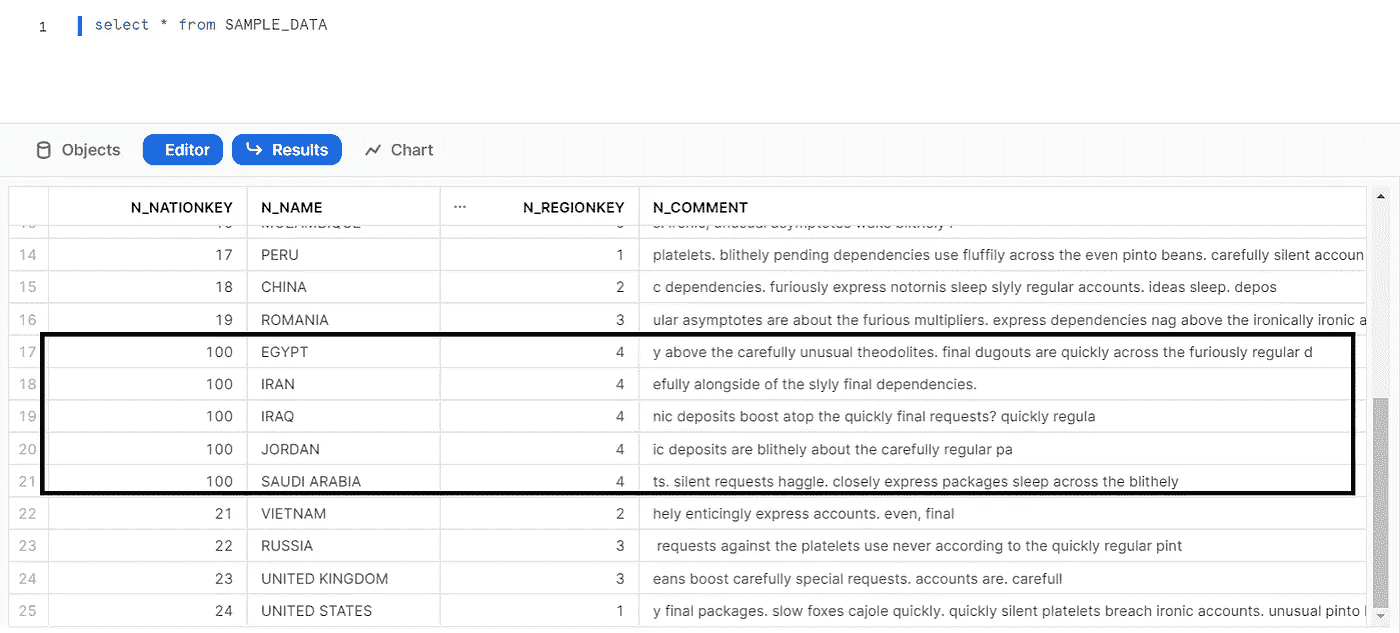 1 select * from SAMPLE_DATA
Objects Editor Results Chart
N_NATIONKEY N_NAME ... N_REGIONKEY N_COMMENT
14 17 PERU 1 platelets. blithely pending dependencies use fluffily across the even pinto beans. carefully silent accoun
15 18 CHINA 2 c dependencies. furiously express notornis sleep slyly regular accounts. ideas sleep. depos
16 19 ROMANIA 3 ular asymptotes are about the furious multipliers. express dependencies nag above the ironically ironic a
17 100 EGYPT 4 y above the carefully unusual theodolites. final dugouts are quickly across the furiously regular d
18 100 IRAN 4 efully alongside of the slyly final dependencies.
19 100 IRAQ 4 nic deposits boost atop the quickly final requests? quickly regula
20 100 JORDAN 4 ic deposits are blithely about the carefully regular pa
21 100 SAUDI ARABIA 4 ts. silent requests haggle. closely express packages sleep across the blithely
22 21 VIETNAM 2 hely enticingly express accounts. even, final
23 22 RUSSIA 3 requests against the platelets use never according to the quickly regular pint
24 23 UNITED KINGDOM 3 eans boost carefully special requests. accounts are. carefull
25 24 UNITED STATES 1 y final packages. slow foxes cajole quickly. quickly silent platelets breach ironic accounts. unusual pinto